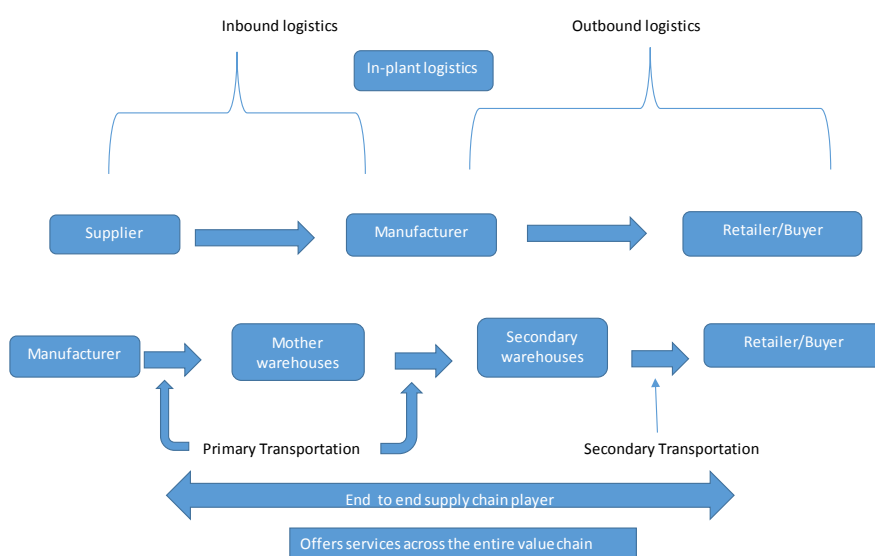 Inbound logistics
Outbound logistics
In-plant logistics
Supplier
Manufacturer
Retailer/Buyer
Manufacturer
Mother
warehouses
Secondary
warehouses
Retailer/Buyer
Primary Transportation
Secondary Transportation
End to end supply chain player
Offers services across the entire value chain